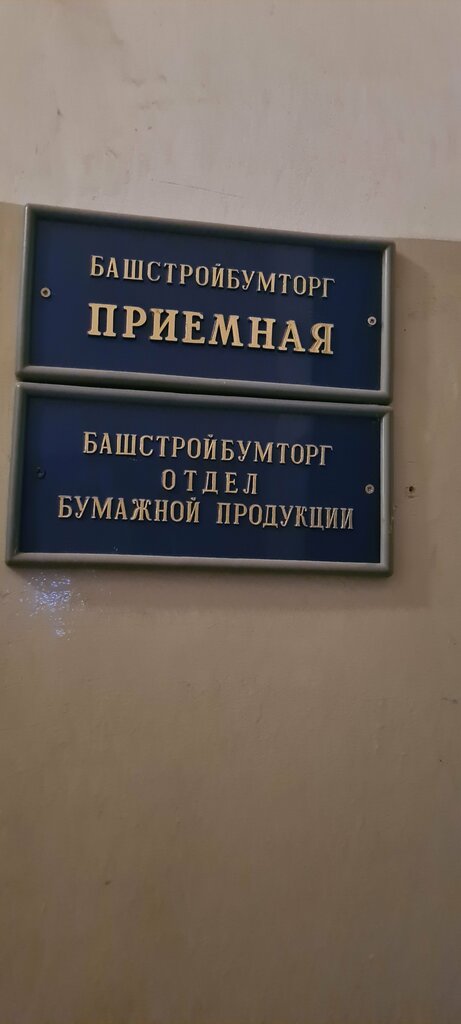 БАШСТРОЙБУМТОРГ
ПРИЕМНАЯ
БАШСТРОЙБУМТОРГ
ОТДЕЛ
БУМАЖНОЙ ПРОДУКЦИИ